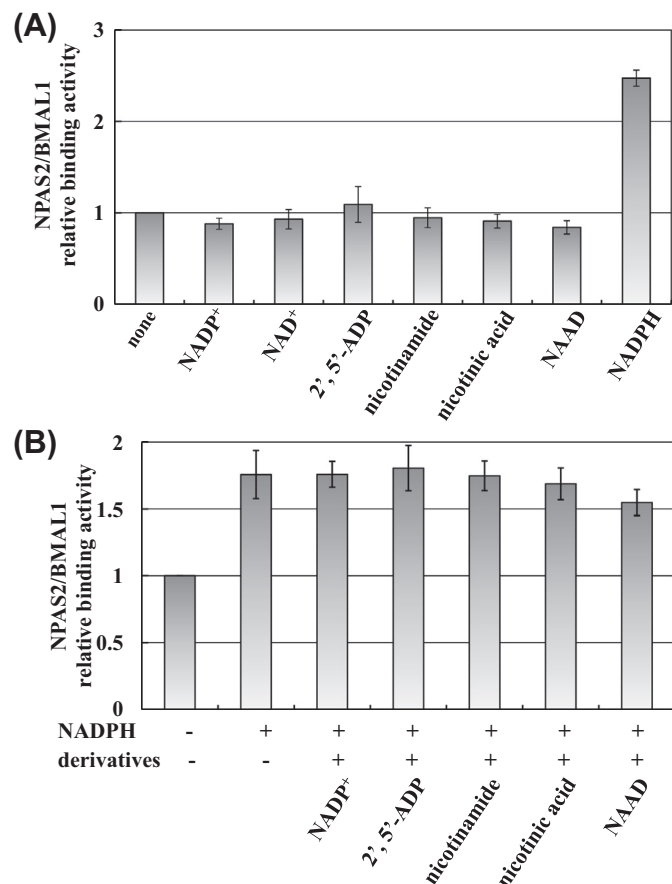 (A)
NPAS2/BMAL1
relative binding activity
3
2
1
0
none
NADP+
NAD+
2', 5'-ADP
nicotinamide
nicotinic acid
NAAD
NADPH
(B)
NPAS2/BMAL1
relative binding activity
2
1.5
1
0.5
0
NADPH - + + + + + +
derivatives - - + + + + +
NADP+
2', 5'-ADP
nicotinamide
nicotinic acid
NAAD